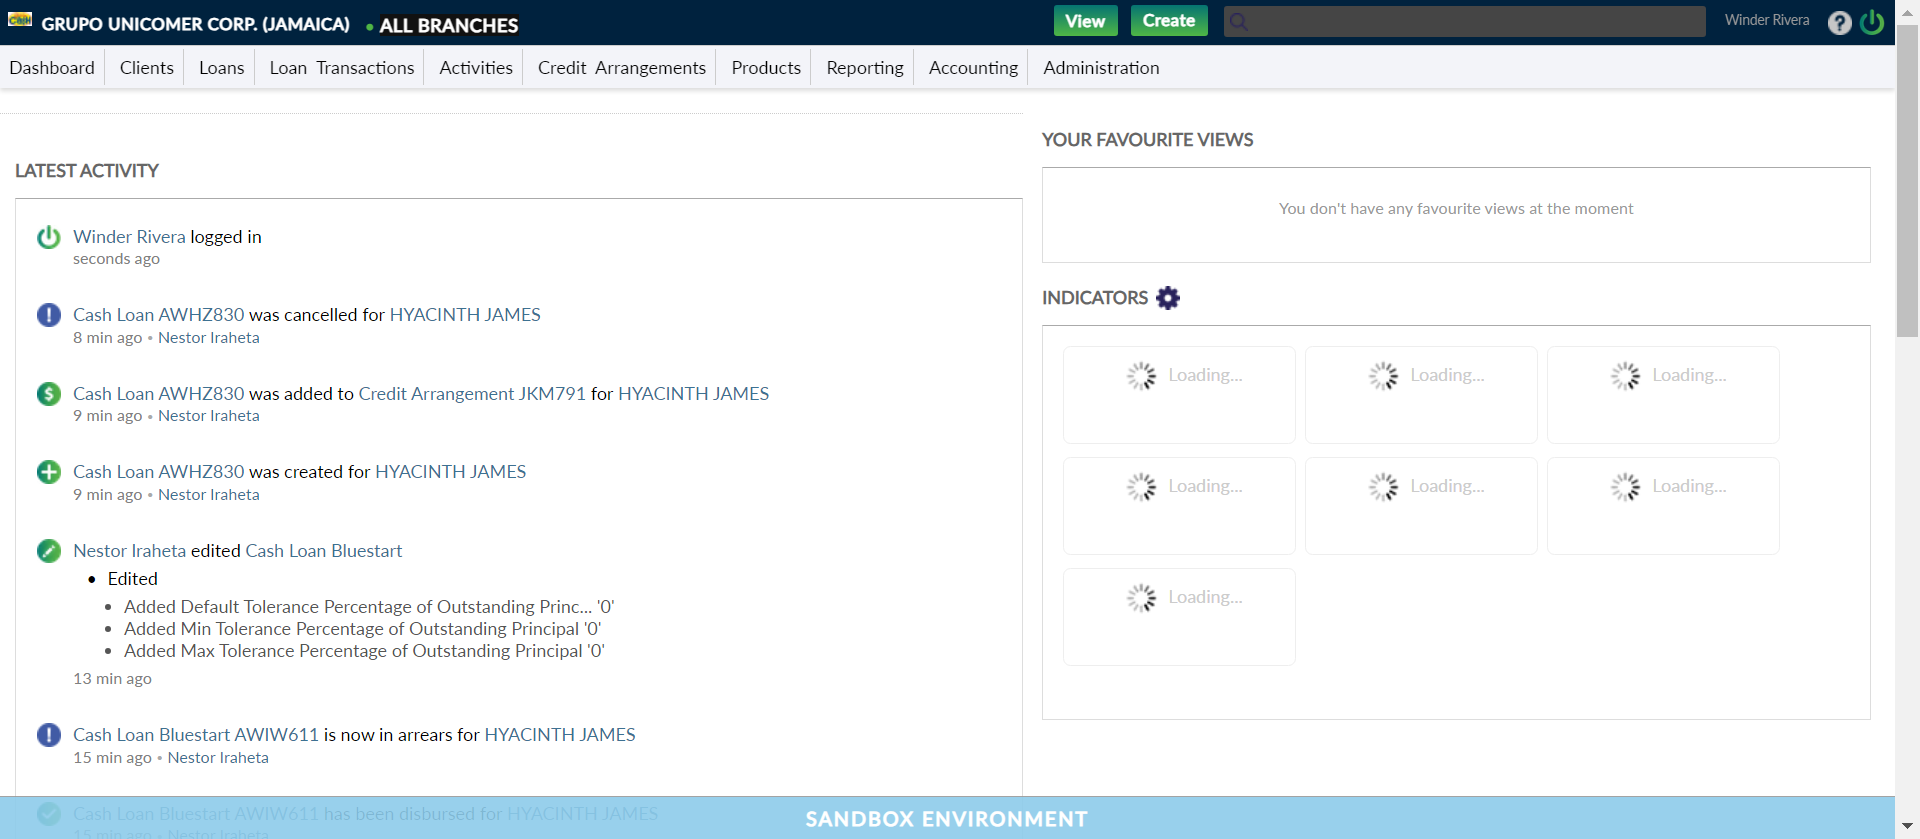 CASH
GRUPO UNICOMER CORP. (JAMAICA) • ALL BRANCHES
View
Create
Winder Rivera
?
Dashboard
Clients
Loans
Loan Transactions
Activities
Credit Arrangements
Products
Reporting
Accounting
Administration
LATEST ACTIVITY
Winder Rivera logged in
seconds ago
Cash Loan AWHZ830 was cancelled for HYACINTH JAMES
8 min ago • Nestor Iraheta
Cash Loan AWHZ830 was added to Credit Arrangement JKM791 for HYACINTH JAMES
9 min ago • Nestor Iraheta
Cash Loan AWHZ830 was created for HYACINTH JAMES
9 min ago • Nestor Iraheta
Nestor Iraheta edited Cash Loan Bluestart
• Edited
• Added Default Tolerance Percentage of Outstanding Princ... '0'
• Added Min Tolerance Percentage of Outstanding Principal '0'
• Added Max Tolerance Percentage of Outstanding Principal '0'
13 min ago
Cash Loan Bluestart AWIW611 is now in arrears for HYACINTH JAMES
15 min ago • Nestor Iraheta
Cash Loan Bluestart AWIW611 has been disbursed for HYACINTH JAMES
15 min ago • Nestor Iraheta
YOUR FAVOURITE VIEWS
You don't have any favourite views at the moment
INDICATORS
Loading...
Loading...
Loading...
Loading...
Loading...
Loading...
Loading...
SANDBOX ENVIRONMENT